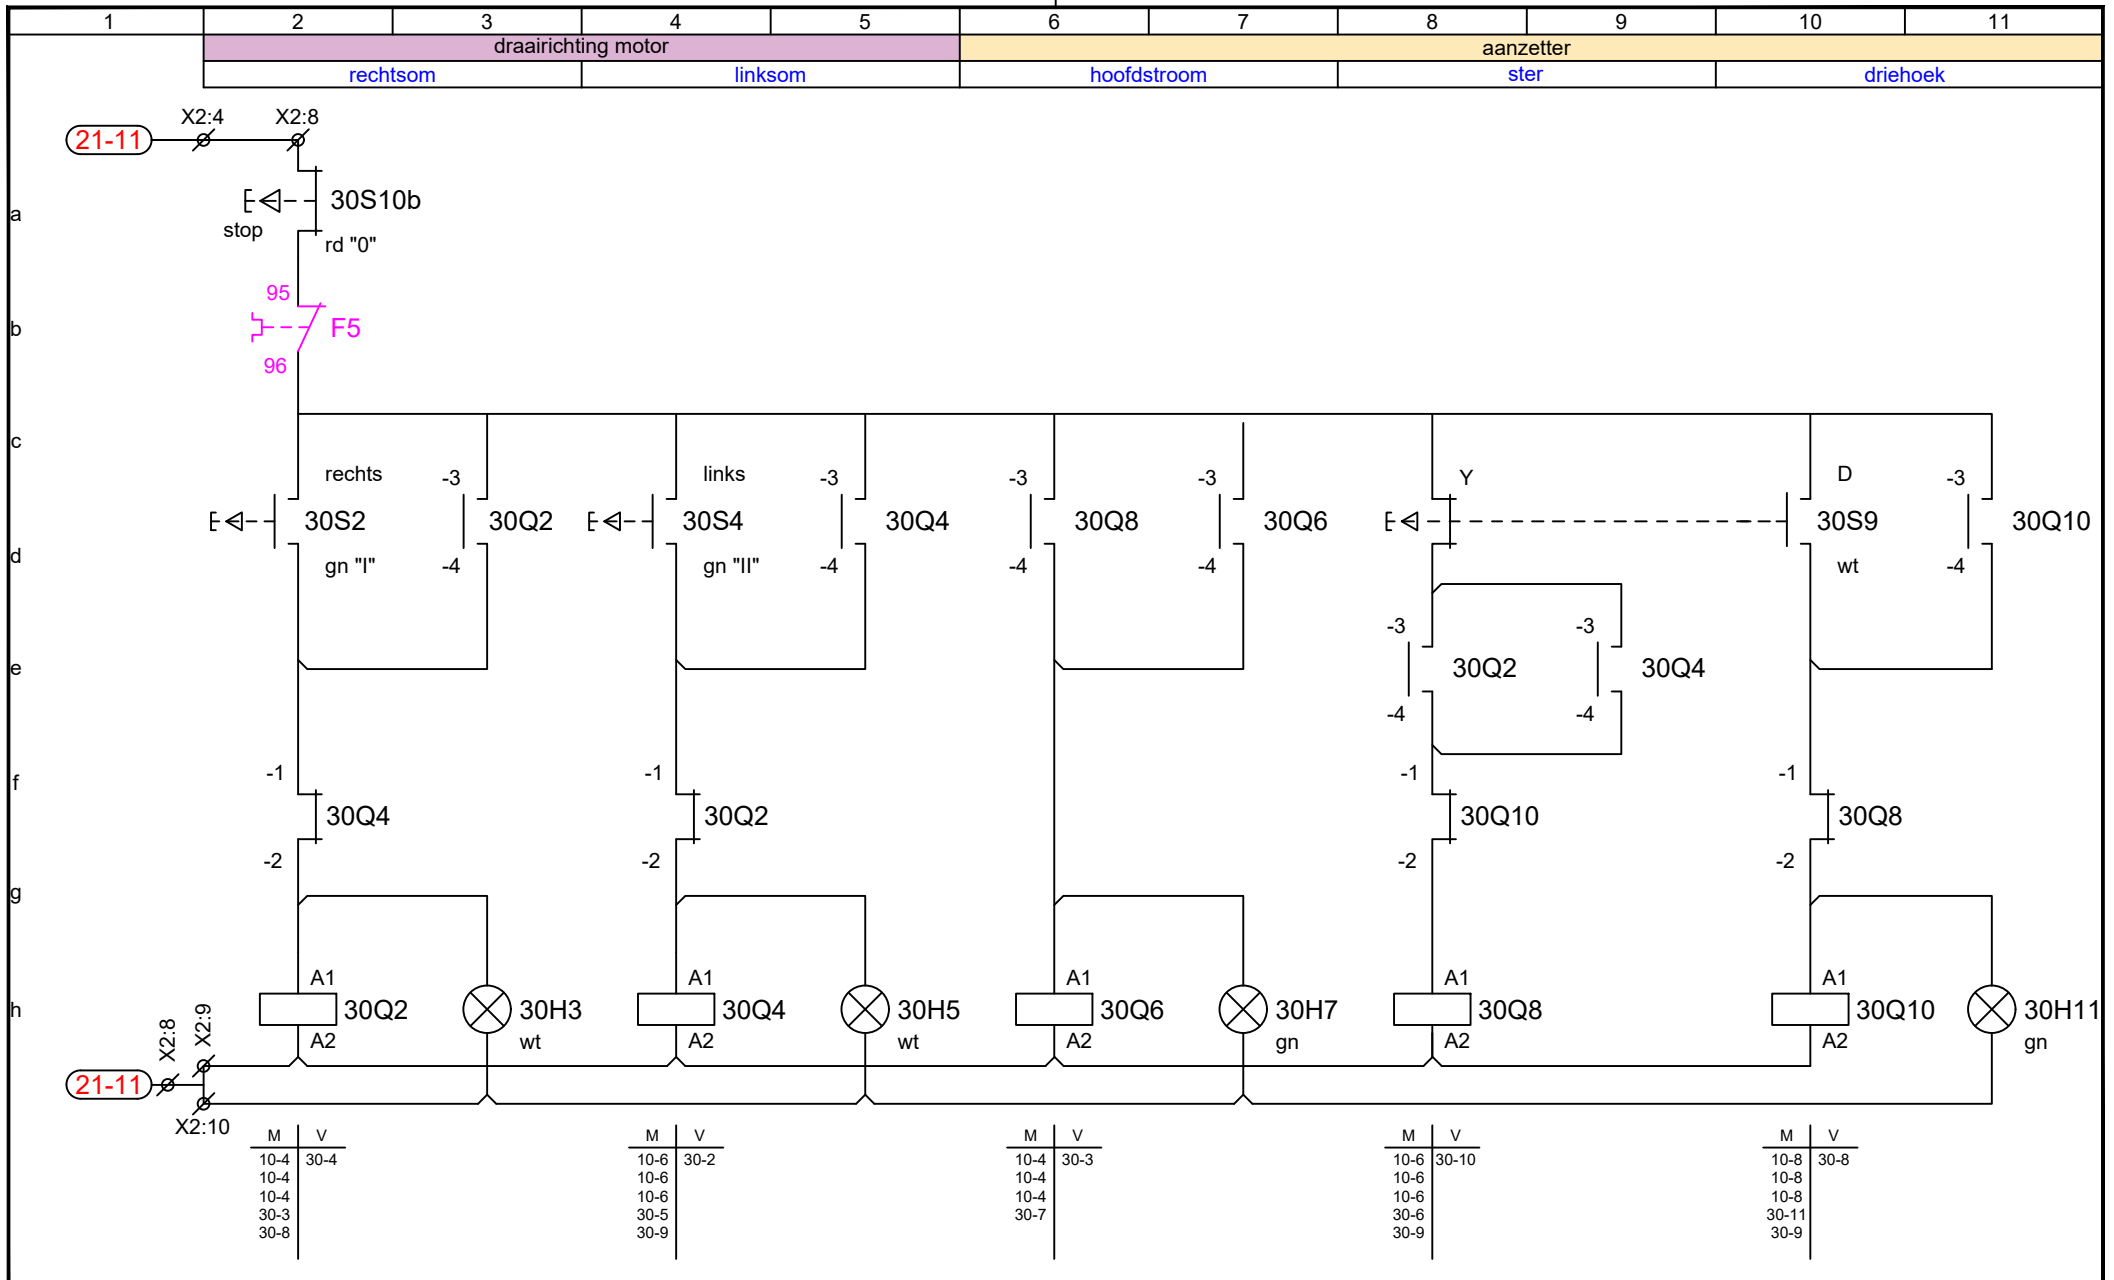 1 2 3 4 5 6 7 8 9 10 11
draairichting motor aanzetter
rechtsom linksom hoofdstroom ster driehoek
X2:4 X2:8
21-11
30S10b
a
stop
rd "0"
95
b
F5
96
c
rechts -3 links -3 -3 -3 Y D -3
30S2 30Q2 30S4 30Q4 30Q8 30Q6 30S9 30Q10
d
gn "I" -4 gn "II" -4 -4 -4 wt -4
-3 -3
e
30Q2 30Q4
-4 -4
-1 -1 -1 -1
f
30Q4 30Q2 30Q10 30Q8
-2 -2 -2 -2
g
A1 A1 A1 A1 A1
h
30Q2 30H3 30Q4 30H5 30Q6 30H7 30Q8 30Q10 30H11
A2 wt A2 wt A2 gn A2 A2 gn
X2:8
X2:9
21-11
X2:10
M V M V M V M V M V
10-4 30-4 10-6 30-2 10-4 30-3 10-6 30-10 10-8 30-8
10-4 10-6 10-4 10-6 10-8
10-4 10-6 10-4 10-6 10-8
30-3 30-5 30-7 30-6 30-11
30-8 30-9 30-9 30-9